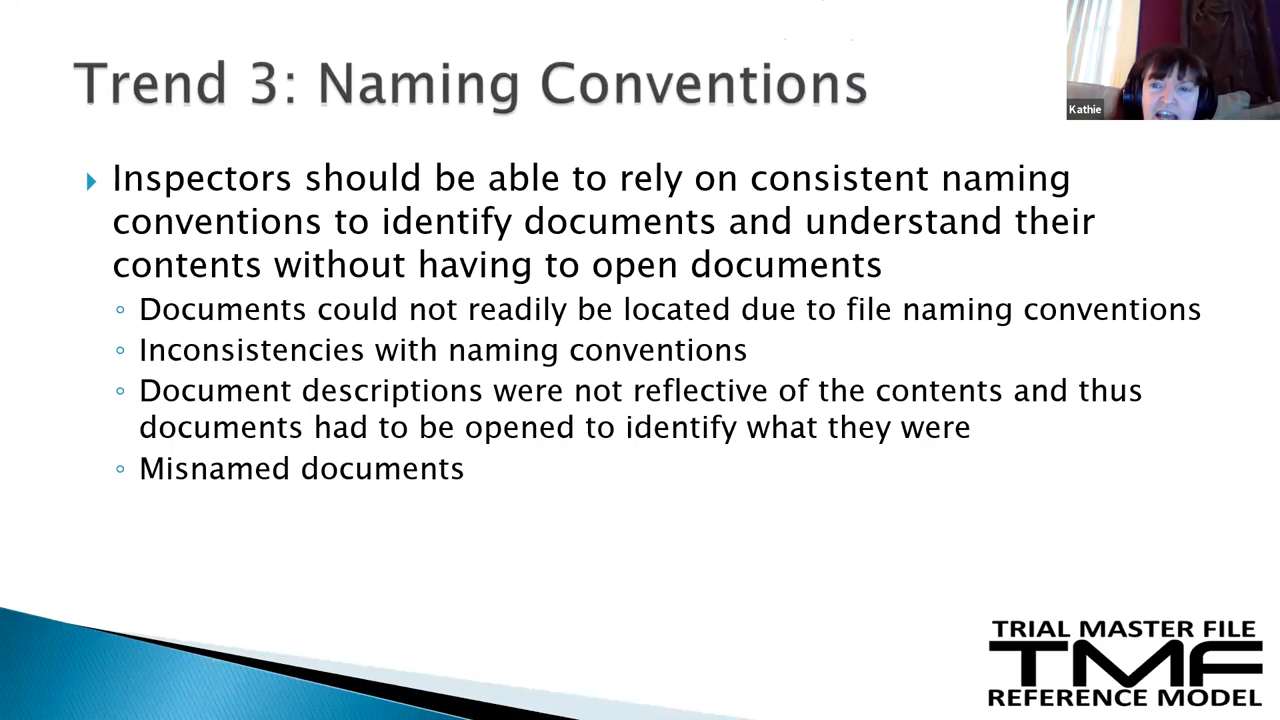 Trend 3: Naming Conventions
Kathie
Inspectors should be able to rely on consistent naming
conventions to identify documents and understand their
contents without having to open documents
Documents could not readily be located due to file naming conventions
Inconsistencies with naming conventions
Document descriptions were not reflective of the contents and thus
documents had to be opened to identify what they were
Misnamed documents
TRIAL MASTER FILE
TMF
REFERENCE MODEL